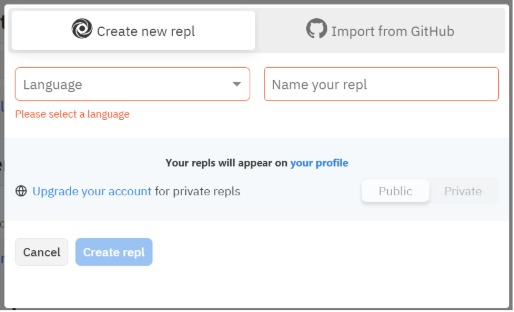 Create new repl
Import from GitHub
Language
Name your repl
Please select a language
Your repls will appear on your profile
Upgrade your account for private repls
Public
Private
Cancel
Create repl